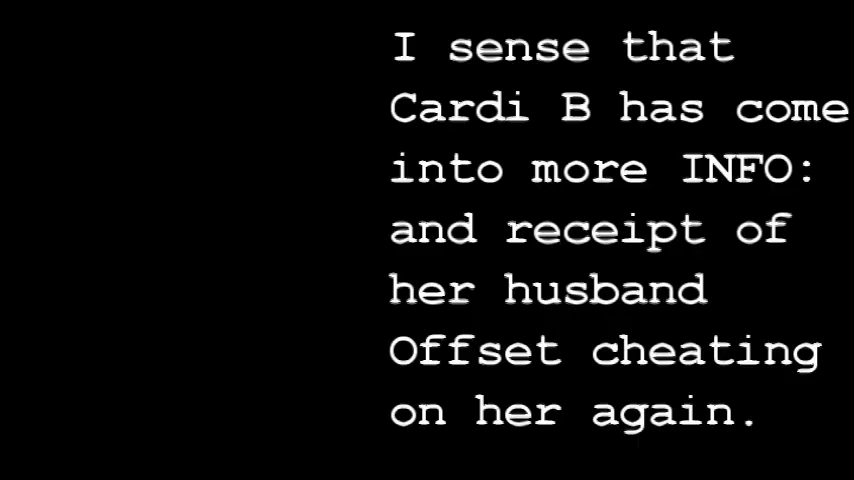 I sense that
Cardi B has come
into more INFO:
and receipt of
her husband
Offset cheating
on her again.